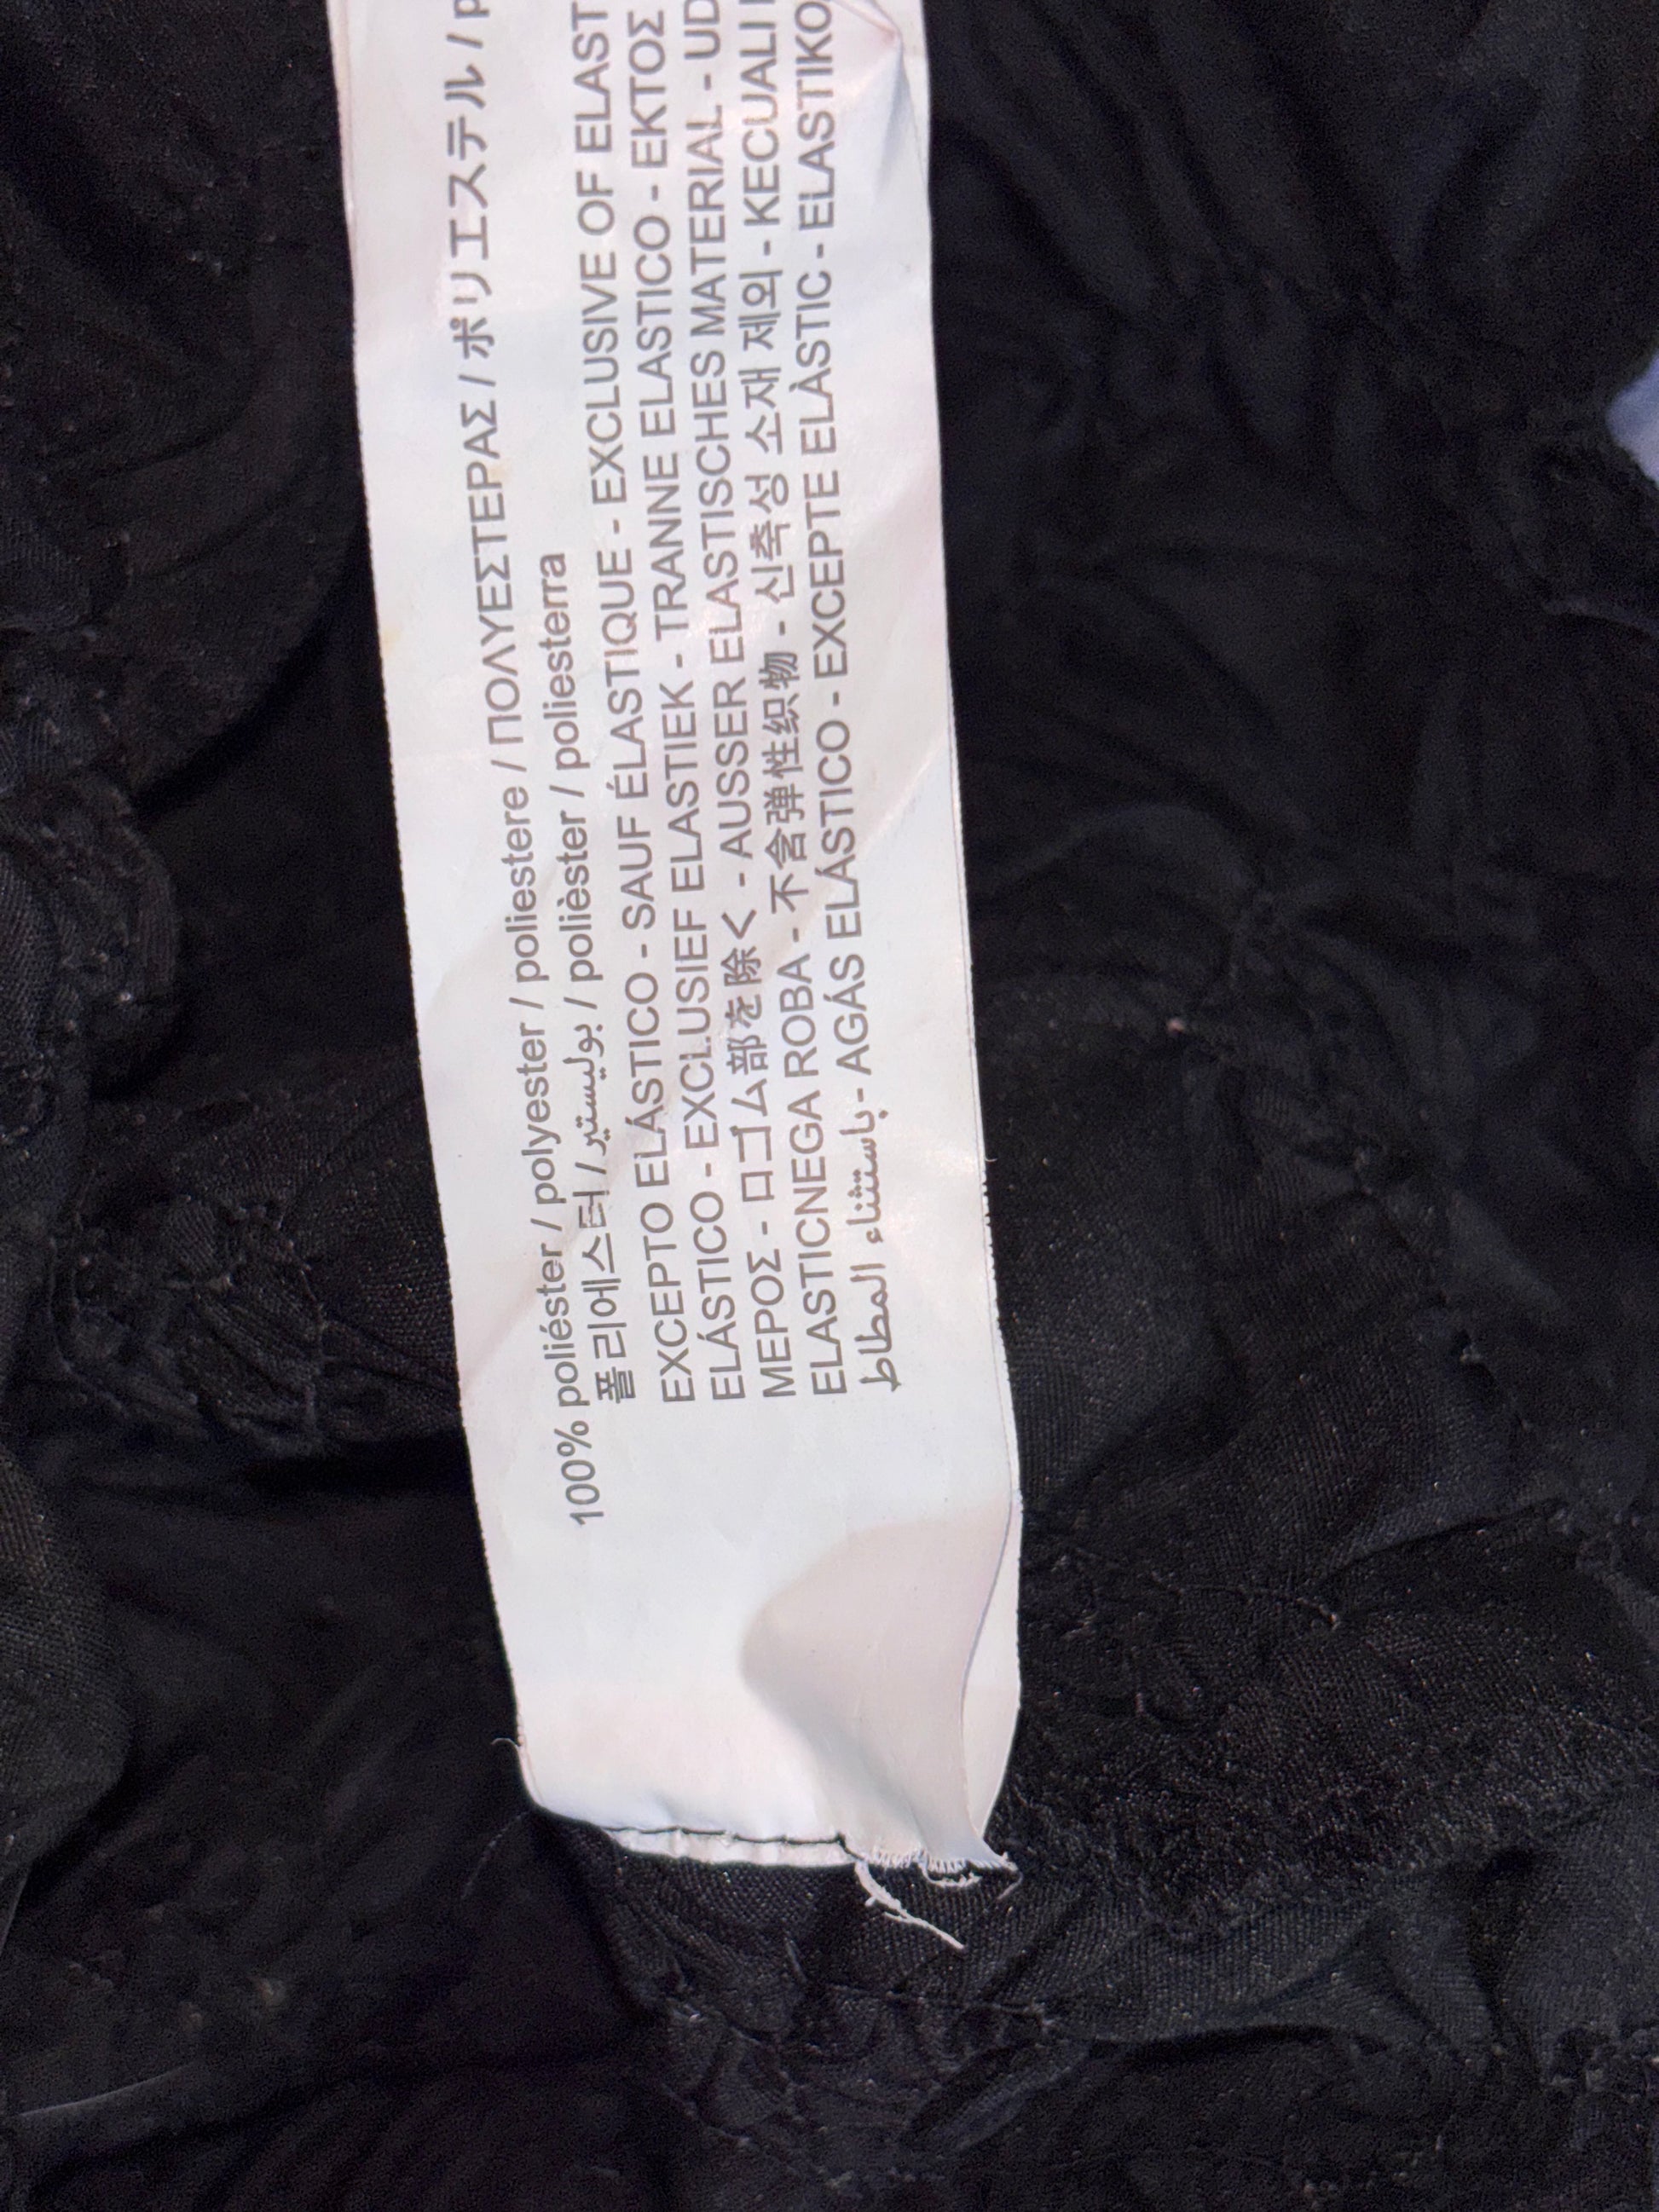 100% poliéster / polyester / poliestere / ΠΟΛΥΕΣΤΕΡΑΣ / ポリエステル /
폴리에스터 / بوليستير / polièster / poliesterra
EXCEPTO ELÁSTICO - SAUF ÉLASTIQUE - EXCLUSIVE OF ELAST
ELÁSTICO - EXCLUSIEF ELASTIEK - TRANNE ELASTICO - ΕΚΤΟΣ
ΜΕΡΟΣ - ロゴム部を除く - AUSSER ELASTISCHES MATERIAL - UD
ELASTICNEGA ROBA - 不含弹性织物 - 신축성 소재 제외 - KECUALI
باستثناء المطاط - AGÁS ELÁSTICO - EXCEPTE ELÀSTIC - ELASTIKO